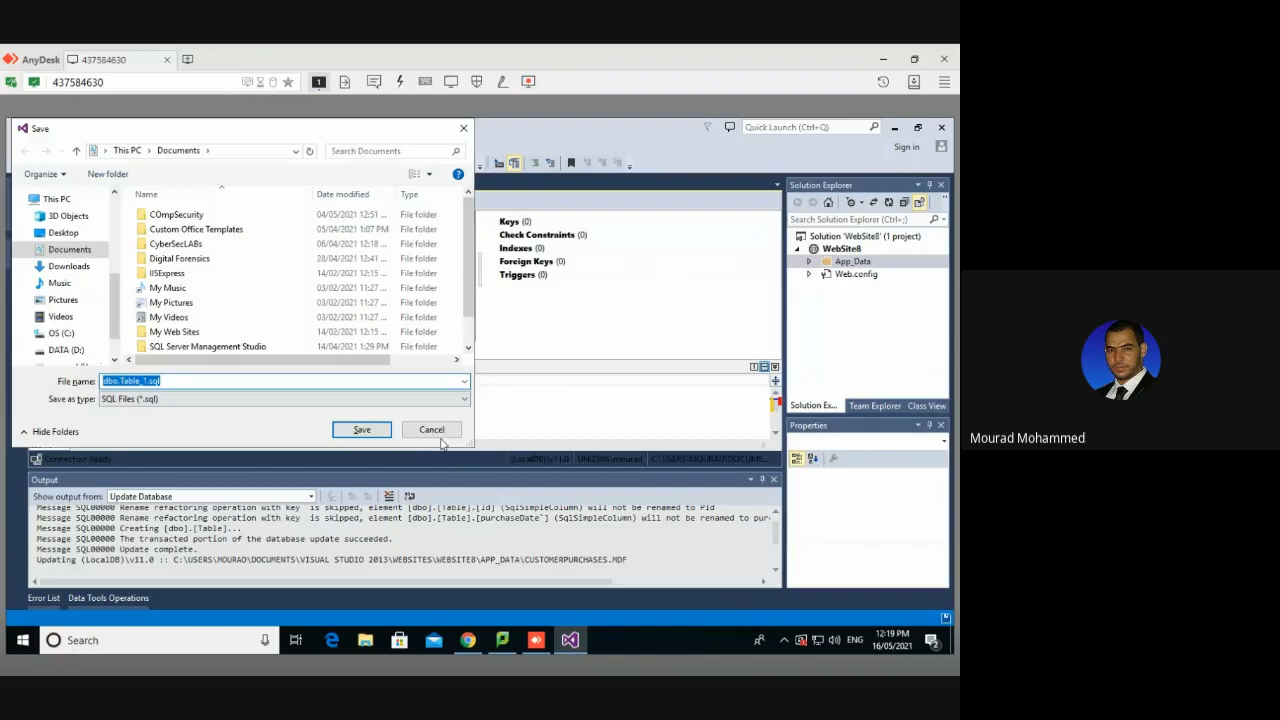 AnyDesk
437584630
437584630
1
Save
Quick Launch (Ctrl+Q)
Sign in
This PC
Documents
Search Documents
Organize
New folder
Name
Date modified
Type
This PC
3D Objects
Desktop
Documents
Downloads
Music
Pictures
Videos
OS (C:)
DATA (D:)
COmpSecurity 04/05/2021 12:51 ... File folder
Custom Office Templates 05/04/2021 1:07 PM File folder
CyberSecLABs 06/04/2021 12:18 ... File folder
Digital Forensics 28/04/2021 12:41 ... File folder
IISExpress 14/02/2021 12:15 ... File folder
My Music 03/02/2021 11:27 ... File folder
My Pictures 03/02/2021 11:27 ... File folder
My Videos 03/02/2021 11:27 ... File folder
My Web Sites 14/02/2021 12:15 ... File folder
SQL Server Management Studio 14/04/2021 1:29 PM File folder
File name: dbo.Table_1.sql
Save as type: SQL Files (*.sql)
Hide Folders
Save
Cancel
Keys (0)
Check Constraints (0)
Indexes (0)
Foreign Keys (0)
Triggers (0)
Solution Explorer
Search Solution Explorer (Ctrl+;)
Solution 'WebSite8' (1 project)
WebSite8
App_Data
Web.config
Solution Ex...
Team Explorer
Class View
Properties
Connection Ready
(LocalDB)\v11.0
UNIZWA\mourad
C:\USERS\MOURAD\DOCUME...
Output
Show output from: Update Database
Message SQL00000 Rename refactoring operation with key is skipped, element [dbo].[Table].[Id] (SqlSimpleColumn) will not be renamed to PId
Message SQL00000 Rename refactoring operation with key is skipped, element [dbo].[Table].[purchaseDate`] (SqlSimpleColumn) will not be renamed to pur
Message SQL00000 Creating [dbo].[Table]...
Message SQL00000 The transacted portion of the database update succeeded.
Message SQL00000 Update complete.
Updating (LocalDB)\v11.0 :: C:\USERS\MOURAD\DOCUMENTS\VISUAL STUDIO 2013\WEBSITES\WEBSITE8\APP_DATA\CUSTOMERPURCHASES.MDF
Error List
Data Tools Operations
Search
ENG
12:19 PM
16/05/2021
2
Mourad Mohammed